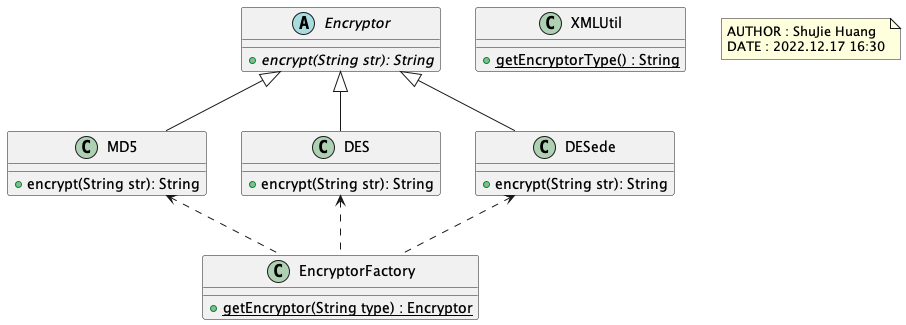 A Encryptor
encrypt(String str): String
C XMLUtil
getEncryptorType() : String
AUTHOR : ShuJie Huang
DATE : 2022.12.17 16:30
C MD5
encrypt(String str): String
C DES
encrypt(String str): String
C DESede
encrypt(String str): String
C EncryptorFactory
getEncryptor(String type) : Encryptor